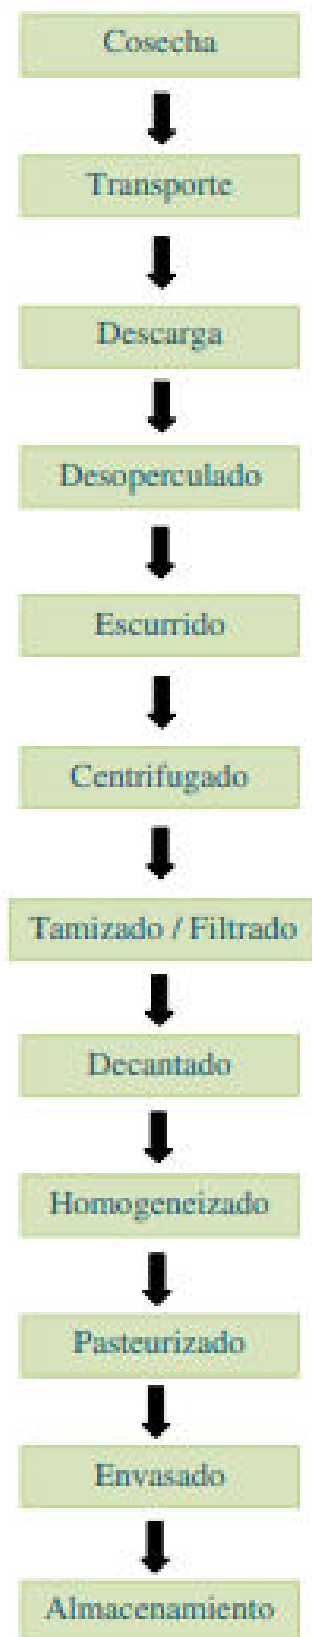 Cosecha
Transporte
Descarga
Desoperculado
Escurrido
Centrifugado
Tamizado / Filtrado
Decantado
Homogeneizado
Pasteurizado
Envasado
Almacenamiento